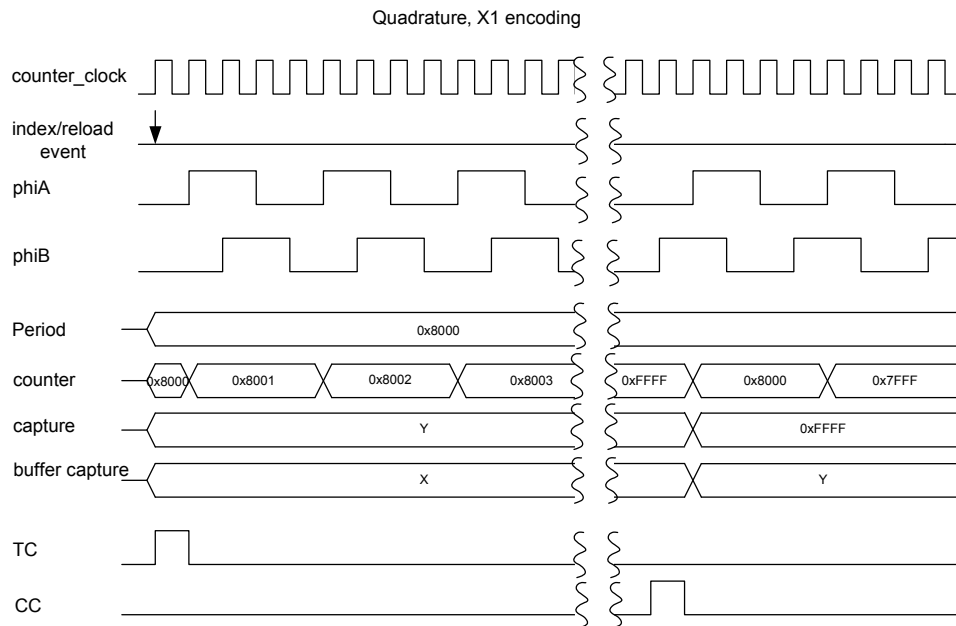 Quadrature, X1 encoding
counter_clock
index/reload
event
phiA
phiB
Period
0x8000
counter
0x8000
0x8001
0x8002
0x8003
0xFFFF
0x8000
0x7FFF
capture
Y
0xFFFF
buffer capture
X
Y
TC
CC